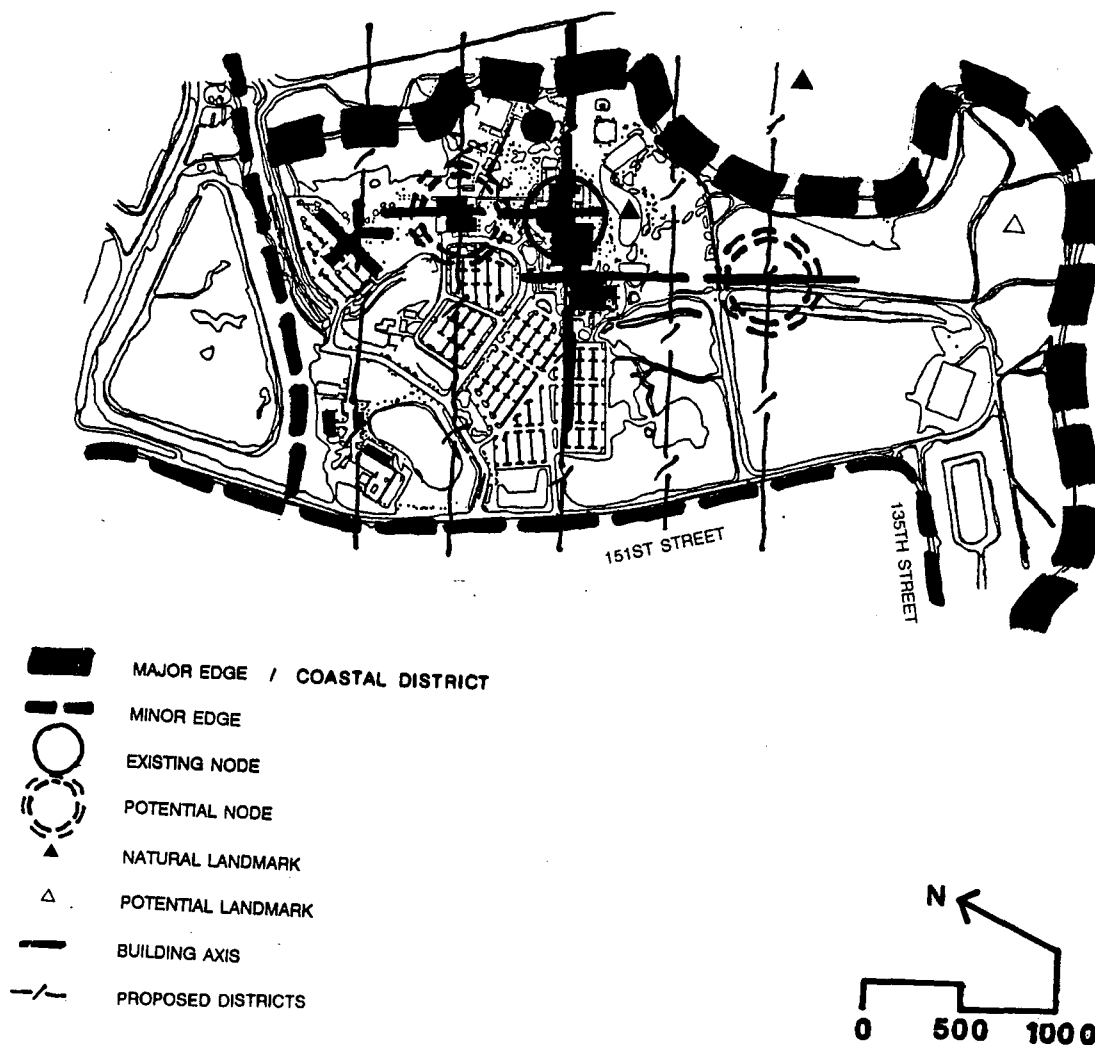 151ST STREET
135TH STREET
MAJOR EDGE / COASTAL DISTRICT
MINOR EDGE
EXISTING NODE
POTENTIAL NODE
NATURAL LANDMARK
POTENTIAL LANDMARK
BUILDING AXIS
PROPOSED DISTRICTS
N
0 500 1000